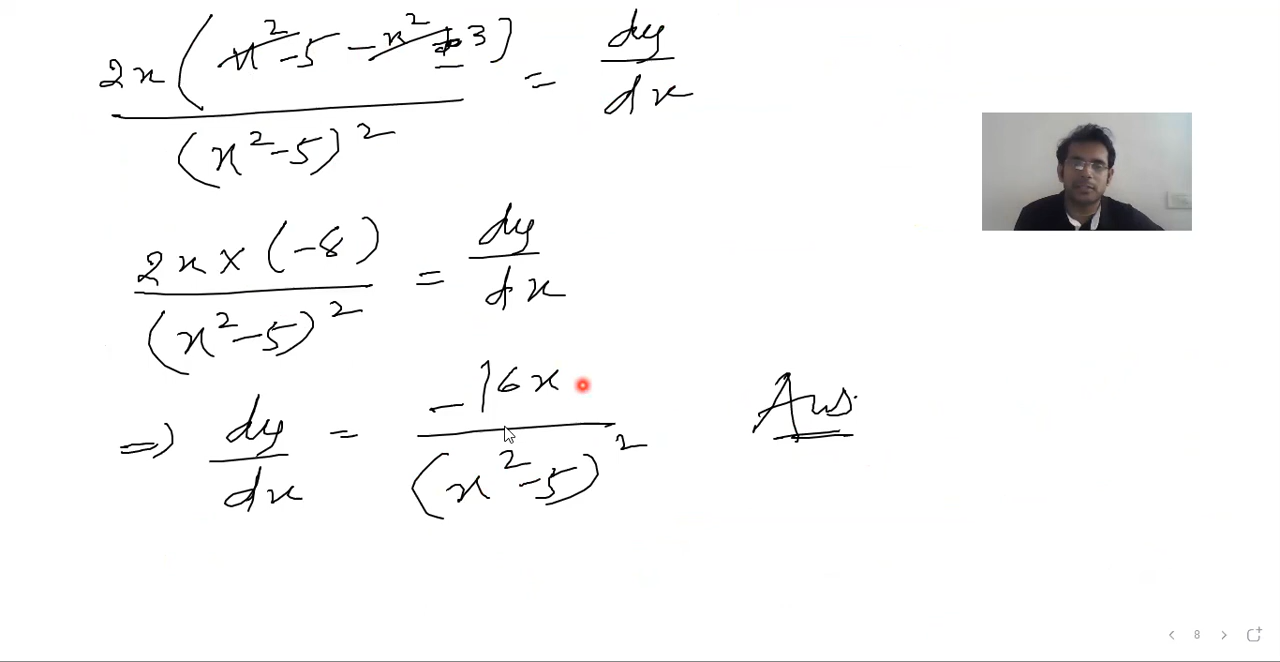 2x(x²-5-x²-3] / (x²-5)² = dy/dx
2x × (-8) / (x²-5)² = dy/dx
=> dy/dx = -16x / (x²-5)² Ans.
8